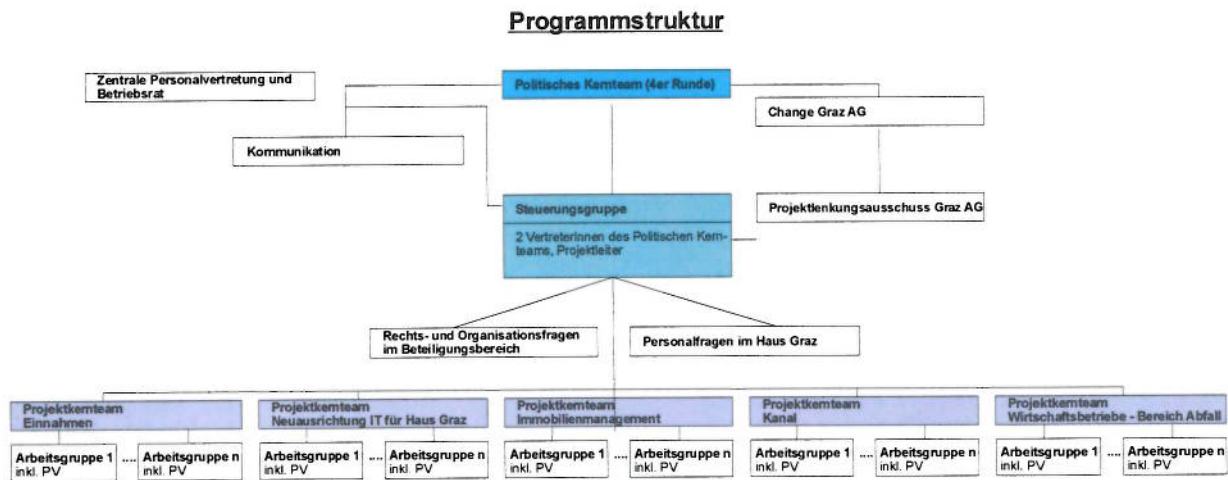 Programmstruktur
Zentrale Personalvertretung und
Betriebsrat
Politisches Kernteam (4er Runde)
Change Graz AG
Kommunikation
Steuerungsgruppe
2 VertreterInnen des Politischen Kern-
teams, Projektleiter
Projektlenkungsausschuss Graz AG
Rechts- und Organisationsfragen
im Beteiligungsbereich
Personalfragen im Haus Graz
Projektkernteam
Einnahmen
Projektkernteam
Neuausrichtung IT für Haus Graz
Projektkernteam
Immobilienmanagement
Projektkernteam
Kanal
Projektkernteam
Wirtschaftsbetriebe - Bereich Abfall
Arbeitsgruppe 1
inkl. PV
....
Arbeitsgruppe n
inkl. PV
Arbeitsgruppe 1
inkl. PV
....
Arbeitsgruppe n
inkl. PV
Arbeitsgruppe 1
inkl. PV
....
Arbeitsgruppe n
inkl. PV
Arbeitsgruppe 1
inkl. PV
....
Arbeitsgruppe n
inkl. PV
Arbeitsgruppe 1
inkl. PV
....
Arbeitsgruppe n
inkl. PV